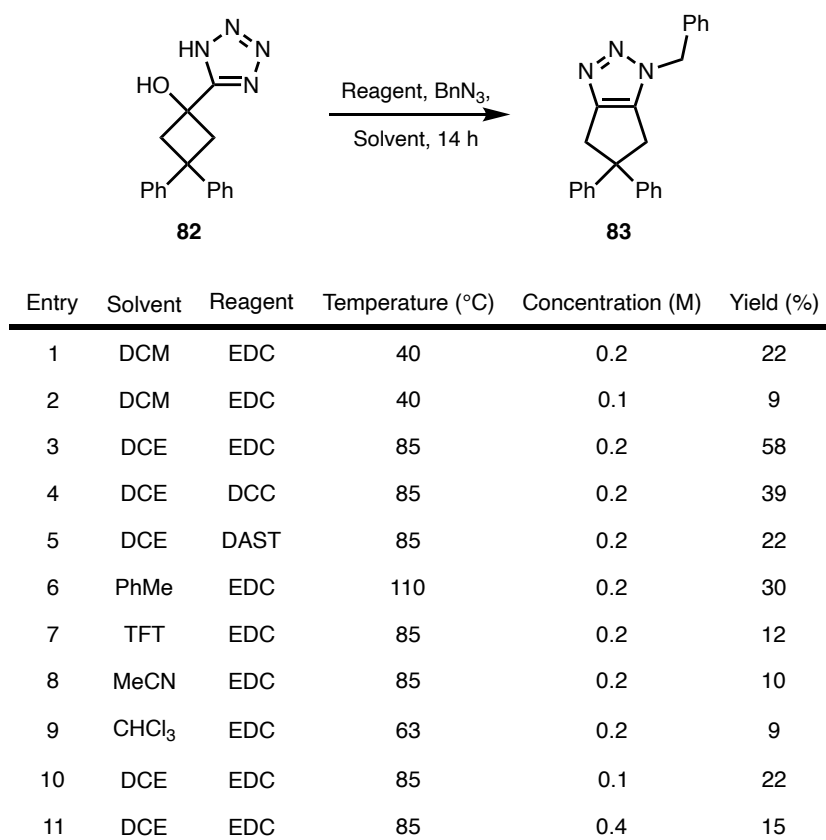 N
HN N
N
HO
Ph Ph
82
Reagent, BnN₃,
Solvent, 14 h
Ph
N
N N
Ph Ph
83
Entry Solvent Reagent Temperature (°C) Concentration (M) Yield (%)
1 DCM EDC 40 0.2 22
2 DCM EDC 40 0.1 9
3 DCE EDC 85 0.2 58
4 DCE DCC 85 0.2 39
5 DCE DAST 85 0.2 22
6 PhMe EDC 110 0.2 30
7 TFT EDC 85 0.2 12
8 MeCN EDC 85 0.2 10
9 CHCl₃ EDC 63 0.2 9
10 DCE EDC 85 0.1 22
11 DCE EDC 85 0.4 15